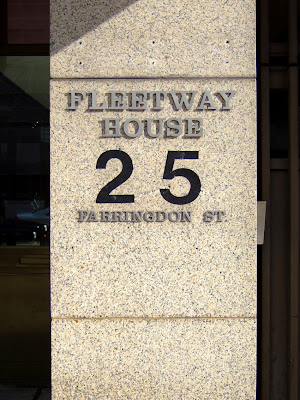 FLEETWAY
HOUSE
25
FARRINGDON ST.